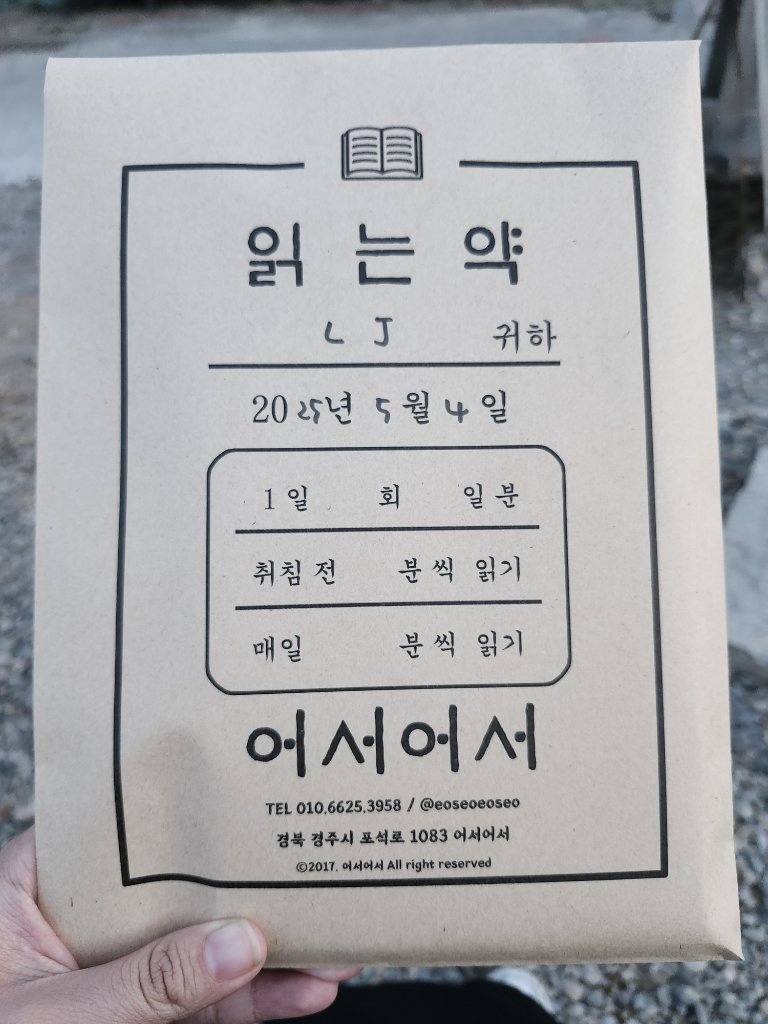 읽는약
L J 귀하
2025년 5월 4일
1일 회 일분
취침전 분씩 읽기
매일 분씩 읽기
어서어서
TEL 010.6625.3958 / @eoseoeoseo
경북 경주시 포석로 1083 어서어서
©2017. 어서어서 All right reserved